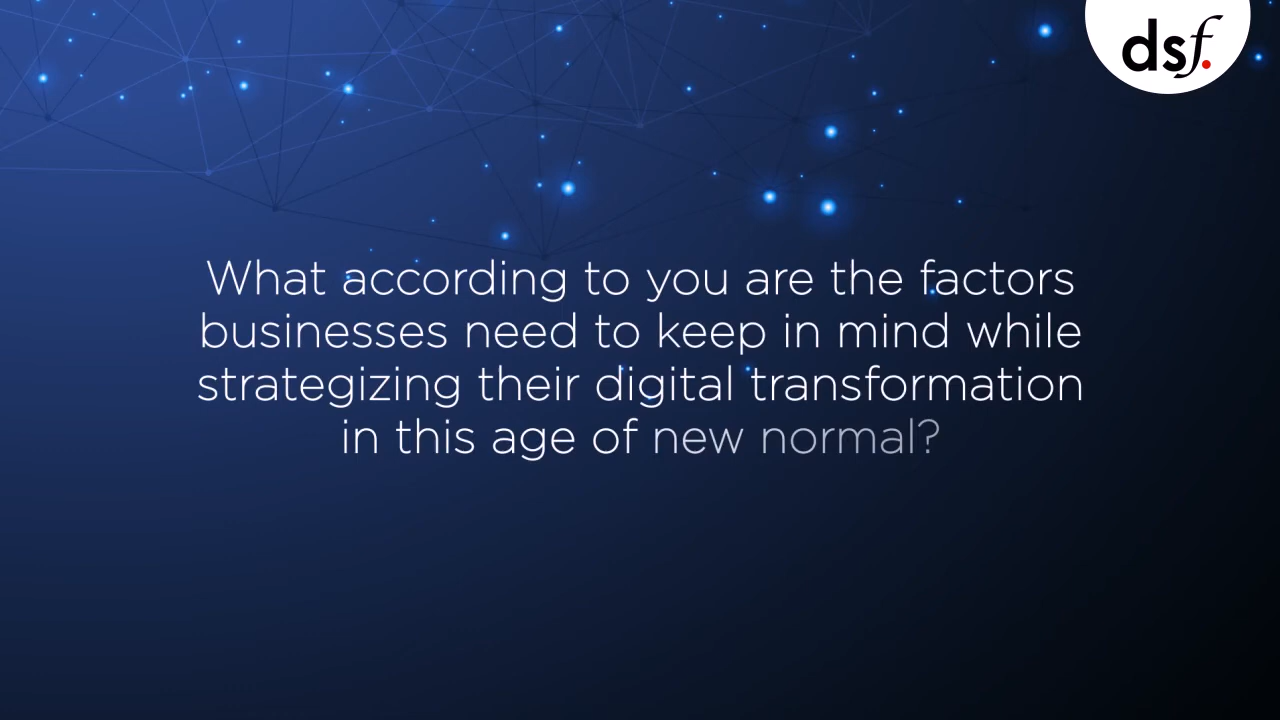 dsf.
What according to you are the factors
businesses need to keep in mind while
strategizing their digital transformation
in this age of new normal?